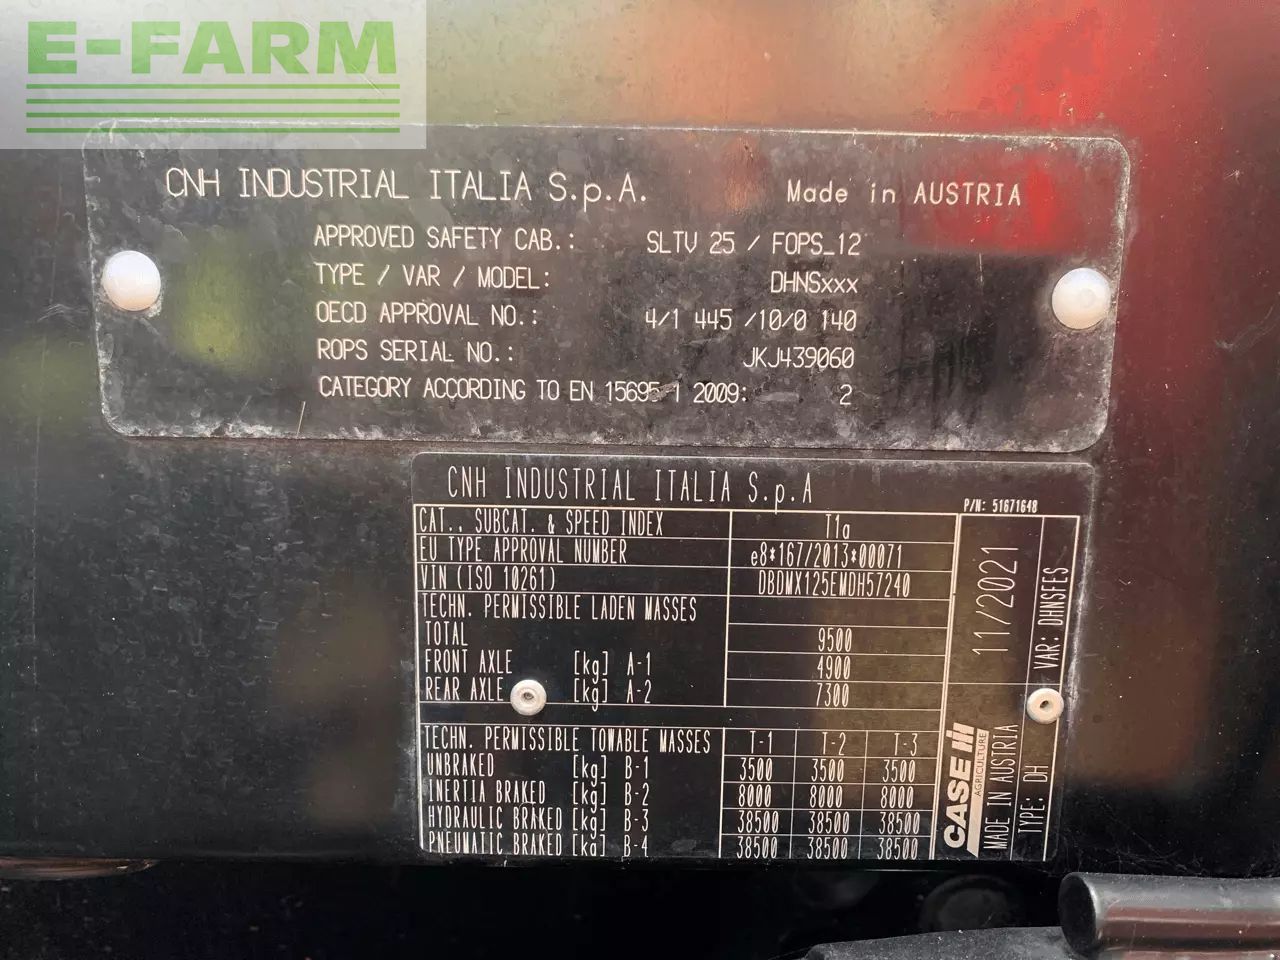 E-FARM
CNH INDUSTRIAL ITALIA S.p.A. Made in AUSTRIA
APPROVED SAFETY CAB.: SLTV 25 / FOPS_12
TYPE / VAR / MODEL: DHNSxxx
OECD APPROVAL NO.: 4/1 445 /10/0 140
ROPS SERIAL NO.: JKJ439060
CATEGORY ACCORDING TO EN 15695-1 2009: 2
CNH INDUSTRIAL ITALIA S.p.A
P/N: 51671648
CAT., SUBCAT. & SPEED INDEX T1a
EU TYPE APPROVAL NUMBER e8*167/2013*00071
VIN (ISO 10261) DBDMX125EMDH57240
TECHN. PERMISSIBLE LADEN MASSES
TOTAL 9500
FRONT AXLE [kg] A-1 4900
REAR AXLE [kg] A-2 7300
TECHN. PERMISSIBLE TOWABLE MASSES T-1 T-2 T-3
UNBRAKED [kg] B-1 3500 3500 3500
INERTIA BRAKED [kg] B-2 8000 8000 8000
HYDRAULIC BRAKED [kg] B-3 38500 38500 38500
PNEUMATIC BRAKED [kg] B-4 38500 38500 38500
CASE IH
AGRICULTURE
MADE IN AUSTRIA 11/2021
TYPE: DH VAR: DHNSFES